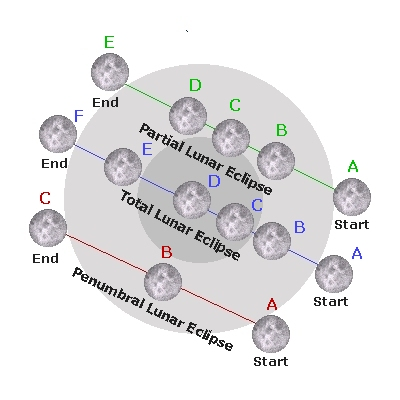 E
End
D
C
B
A
Start
Partial Lunar Eclipse
F
End
E
D
C
B
A
Start
Total Lunar Eclipse
C
End
B
A
Start
Penumbral Lunar Eclipse